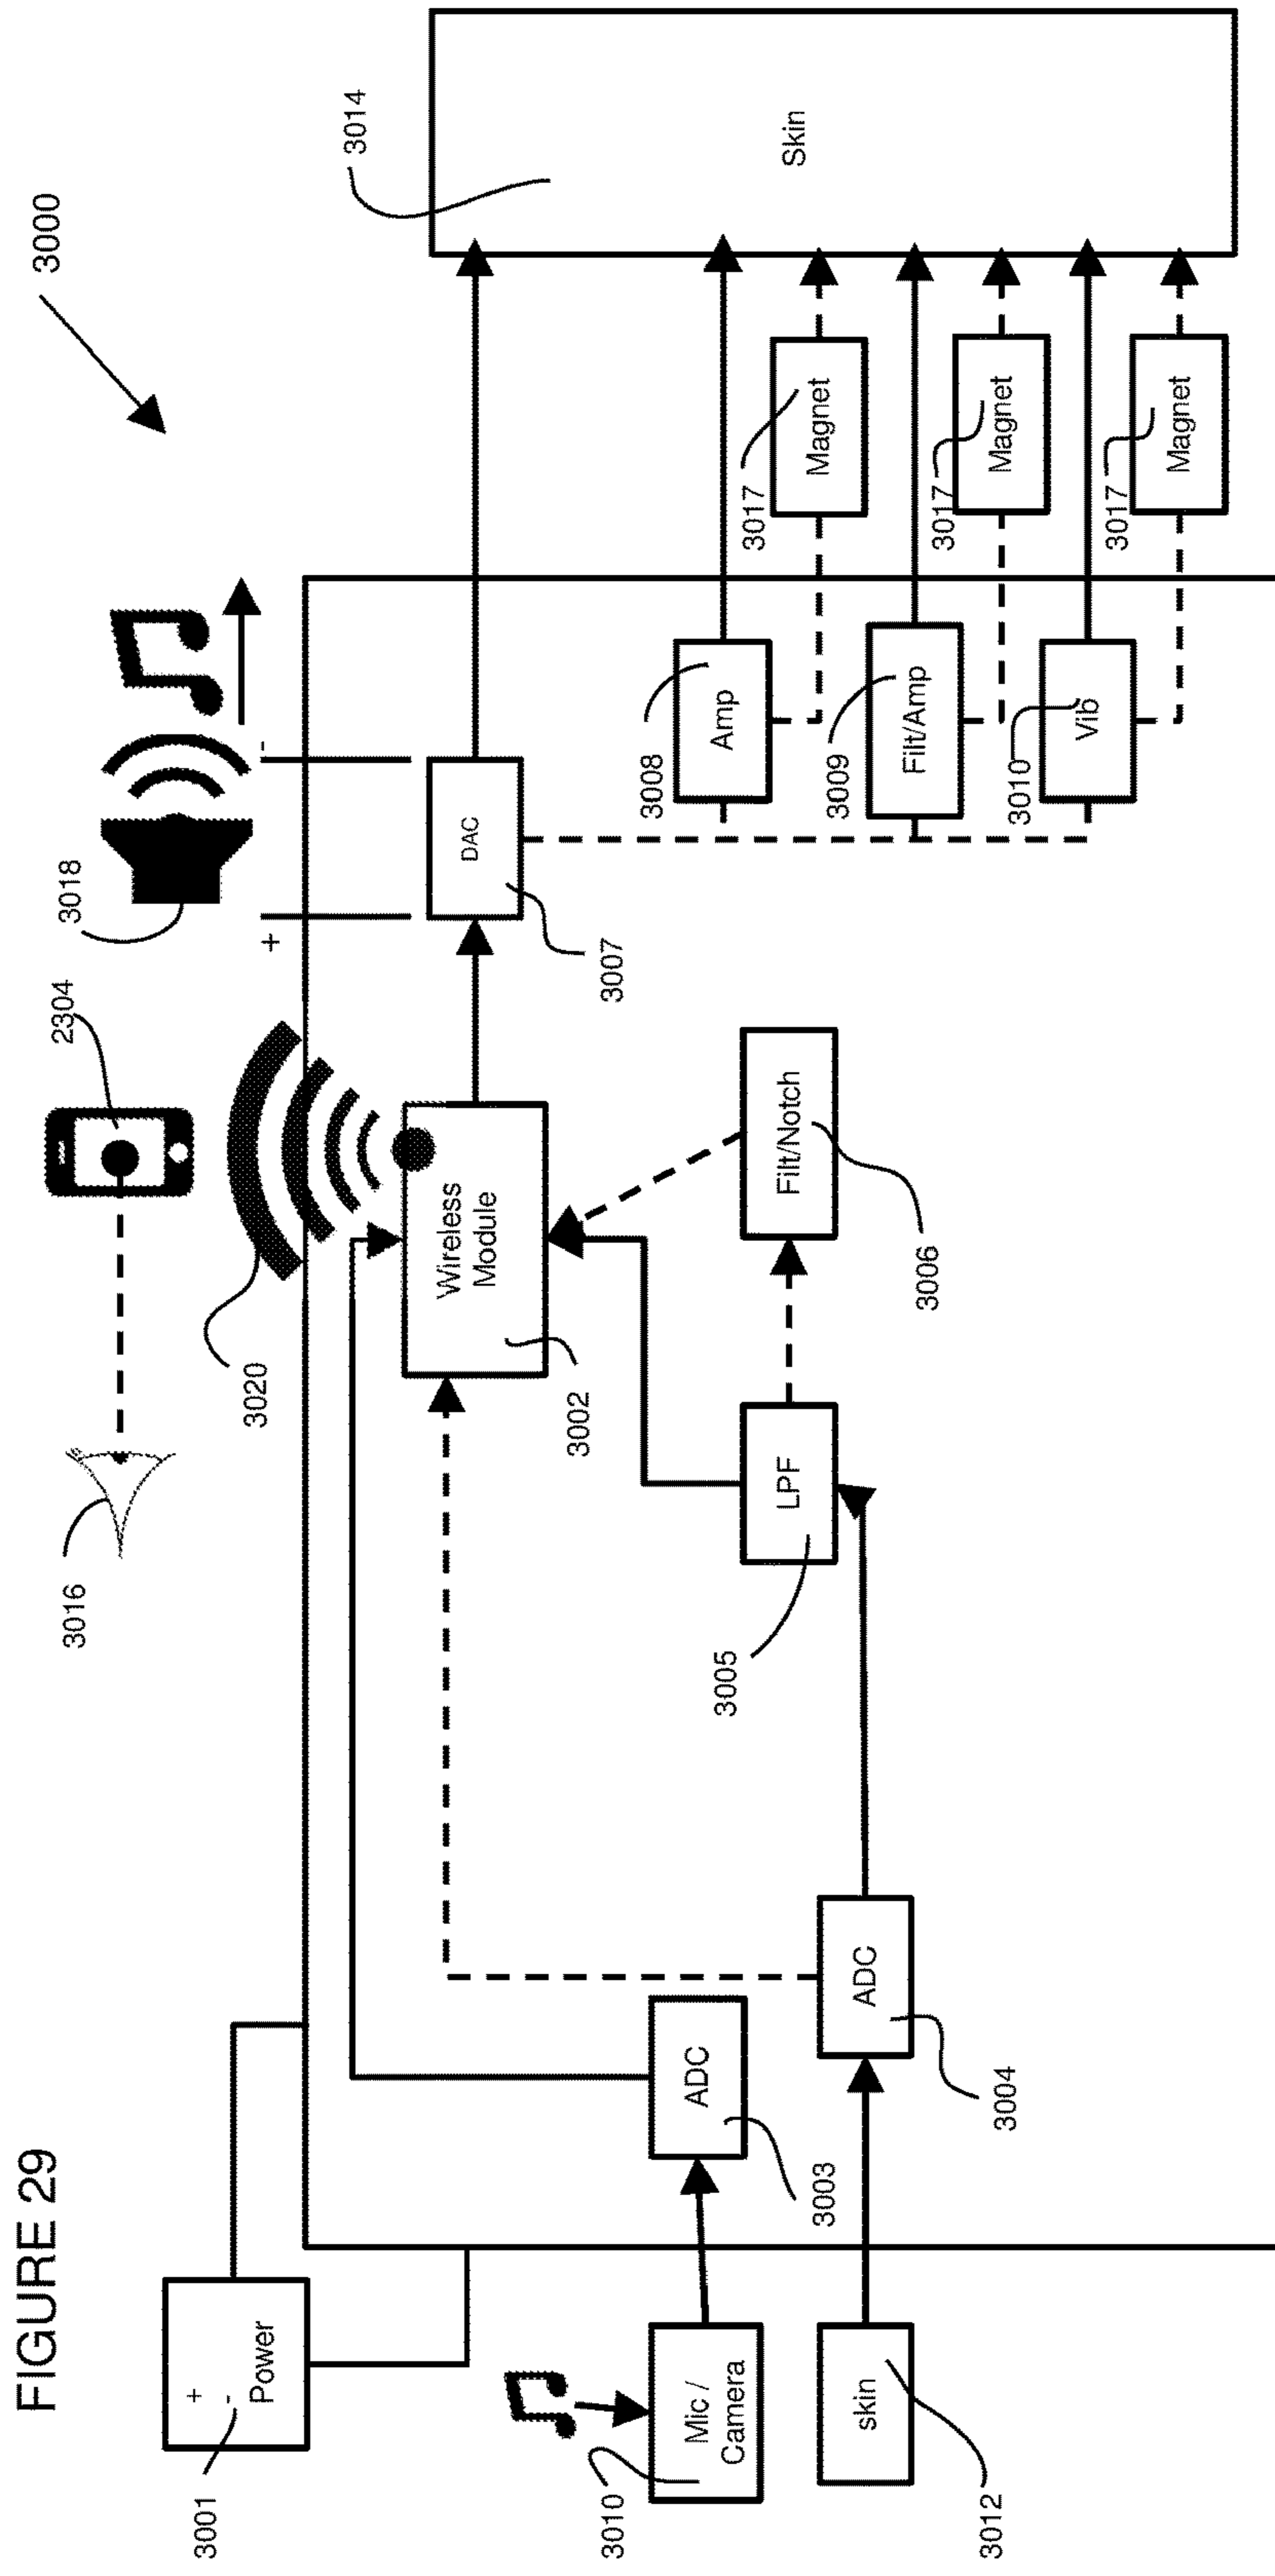 FIGURE 29
3000
3001
+
-
Power
3016
2304
3018
3020
+
-
3014
Skin
Wireless
Module
3002
DAC
3007
3010
Mic /
Camera
ADC
3003
3012
skin
ADC
3004
LPF
3005
Filt/Notch
3006
Amp
3008
Magnet
3017
Filt/Amp
3009
Magnet
3017
Vib
3010
Magnet
3017